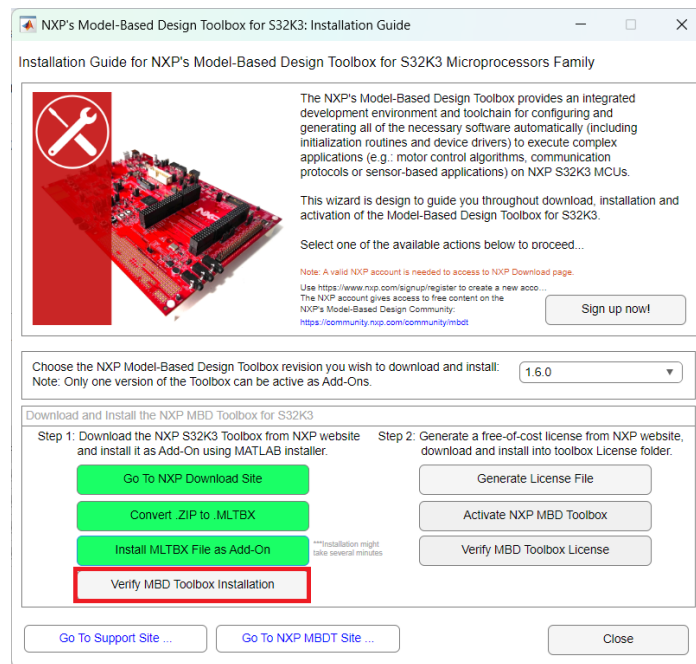 NXP's Model-Based Design Toolbox for S32K3: Installation Guide
Installation Guide for NXP's Model-Based Design Toolbox for S32K3 Microprocessors Family
The NXP's Model-Based Design Toolbox provides an integrated
development environment and toolchain for configuring and
generating all of the necessary software automatically (including
initialization routines and device drivers) to execute complex
applications (e.g.: motor control algorithms, communication
protocols or sensor-based applications) on NXP S32K3 MCUs.
This wizard is design to guide you throughout download, installation and
activation of the Model-Based Design Toolbox for S32K3.
Select one of the available actions below to proceed...
Note: A valid NXP account is needed to access to NXP Download page.
Use https://www.nxp.com/signup/register to create a new acco...
The NXP account gives access to free content on the
NXP's Model-Based Design Community:
https://community.nxp.com/community/mbdt
Sign up now!
NXP
Choose the NXP Model-Based Design Toolbox revision you wish to download and install:
Note: Only one version of the Toolbox can be active as Add-Ons.
1.6.0
Download and Install the NXP MBD Toolbox for S32K3
Step 1: Download the NXP S32K3 Toolbox from NXP website
and install it as Add-On using MATLAB installer.
Go To NXP Download Site
Convert .ZIP to .MLTBX
Install MLTBX File as Add-On
***Installation might
take several minutes
Verify MBD Toolbox Installation
Step 2: Generate a free-of-cost license from NXP website,
download and install into toolbox License folder.
Generate License File
Activate NXP MBD Toolbox
Verify MBD Toolbox License
Go To Support Site ...
Go To NXP MBDT Site ...
Close